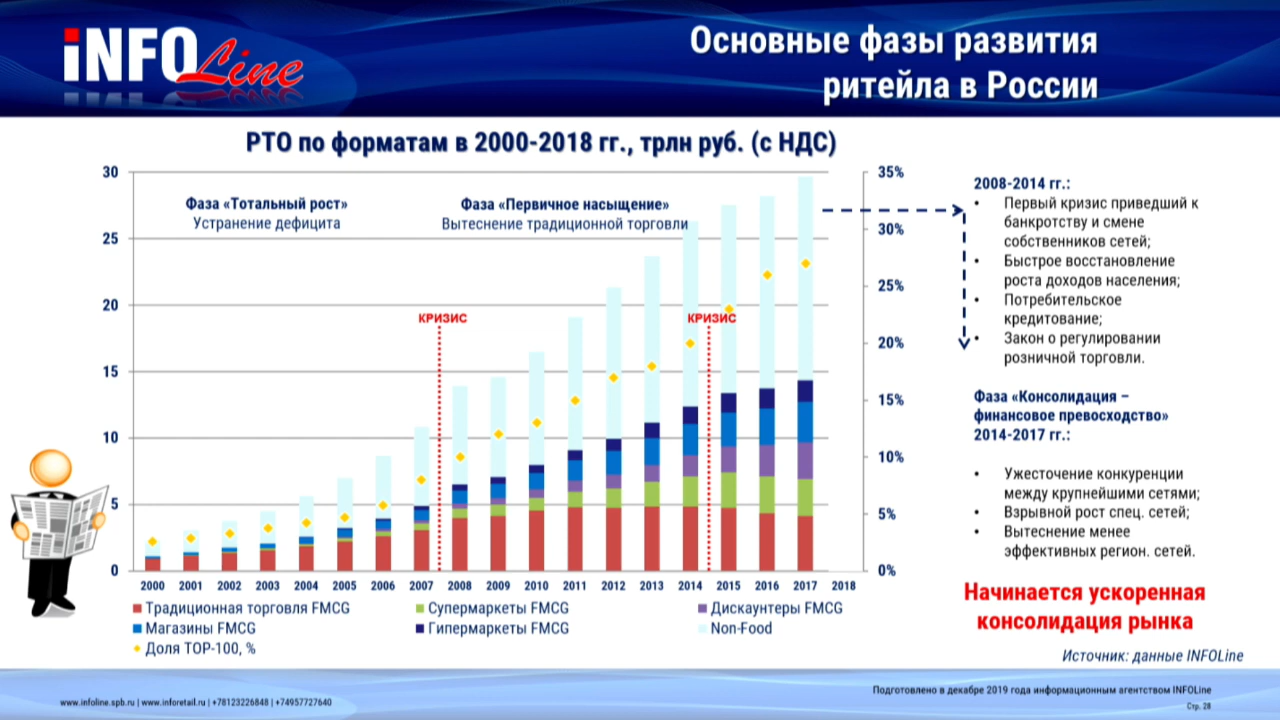 iNFO Line
Основные фазы развития
ритейла в России
РТО по форматам в 2000-2018 гг., трлн руб. (с НДС)
30
25
20
15
10
5
0
Фаза «Тотальный рост»
Устранение дефицита
Фаза «Первичное насыщение»
Вытеснение традиционной торговли
КРИЗИС
КРИЗИС
35%
30%
25%
20%
15%
10%
5%
0%
2000 2001 2002 2003 2004 2005 2006 2007 2008 2009 2010 2011 2012 2013 2014 2015 2016 2017 2018
Традиционная торговля FMCG
Супермаркеты FMCG
Дискаунтеры FMCG
Магазины FMCG
Гипермаркеты FMCG
Non-Food
Доля TOP-100, %
2008-2014 гг.:
• Первый кризис приведший к
банкротству и смене
собственников сетей;
• Быстрое восстановление
роста доходов населения;
• Потребительское
кредитование;
• Закон о регулировании
розничной торговли.
Фаза «Консолидация –
финансовое превосходство»
2014-2017 гг.:
• Ужесточение конкуренции
между крупнейшими сетями;
• Взрывной рост спец. сетей;
• Вытеснение менее
эффективных регион. сетей.
Начинается ускоренная
консолидация рынка
Источник: данные INFOLine
www.infoline.spb.ru | www.inforetail.ru | +78123226848 | +74957727640
Подготовлено в декабре 2019 года информационным агентством INFOLine
Стр. 28